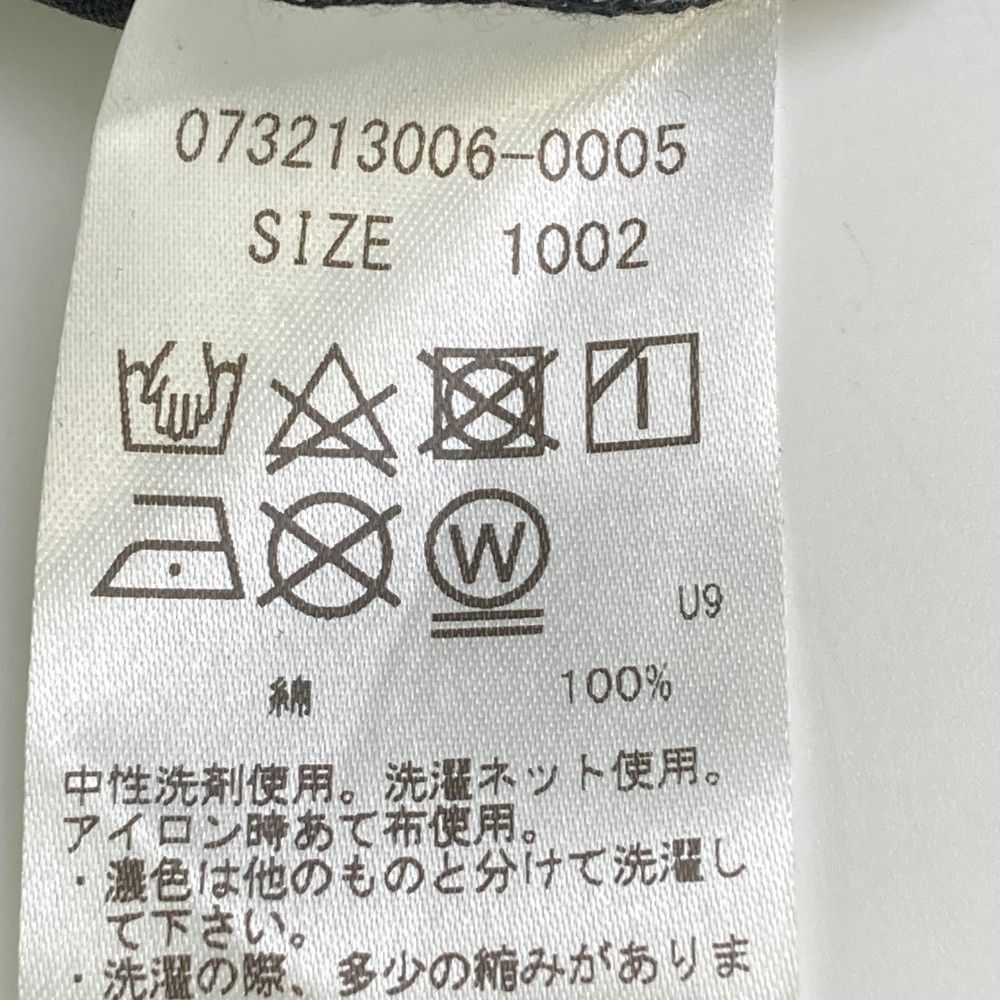 073213006-0005
SIZE 1002
W
U9
綿 100%
中性洗剤使用。洗濯ネット使用。
アイロン時あて布使用。
・濃色は他のものと分けて洗濯し
て下さい。
・洗濯の際、多少の縮みがありま